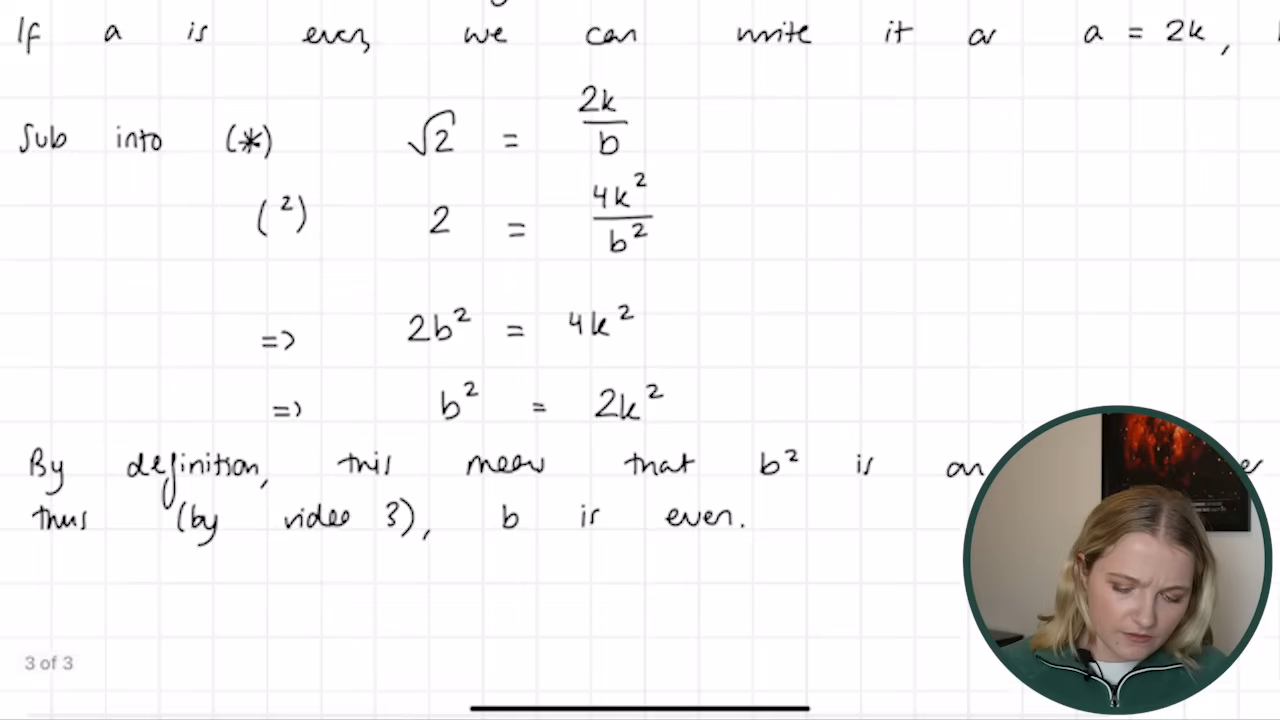 If a is even, we can write it as a = 2k,
Sub into (*) √2 = 2k/b
(²) 2 = 4k²/b²
=> 2b² = 4k²
=> b² = 2k²
By definition, this means that b² is an
thus (by video 3), b is even.
3 of 3